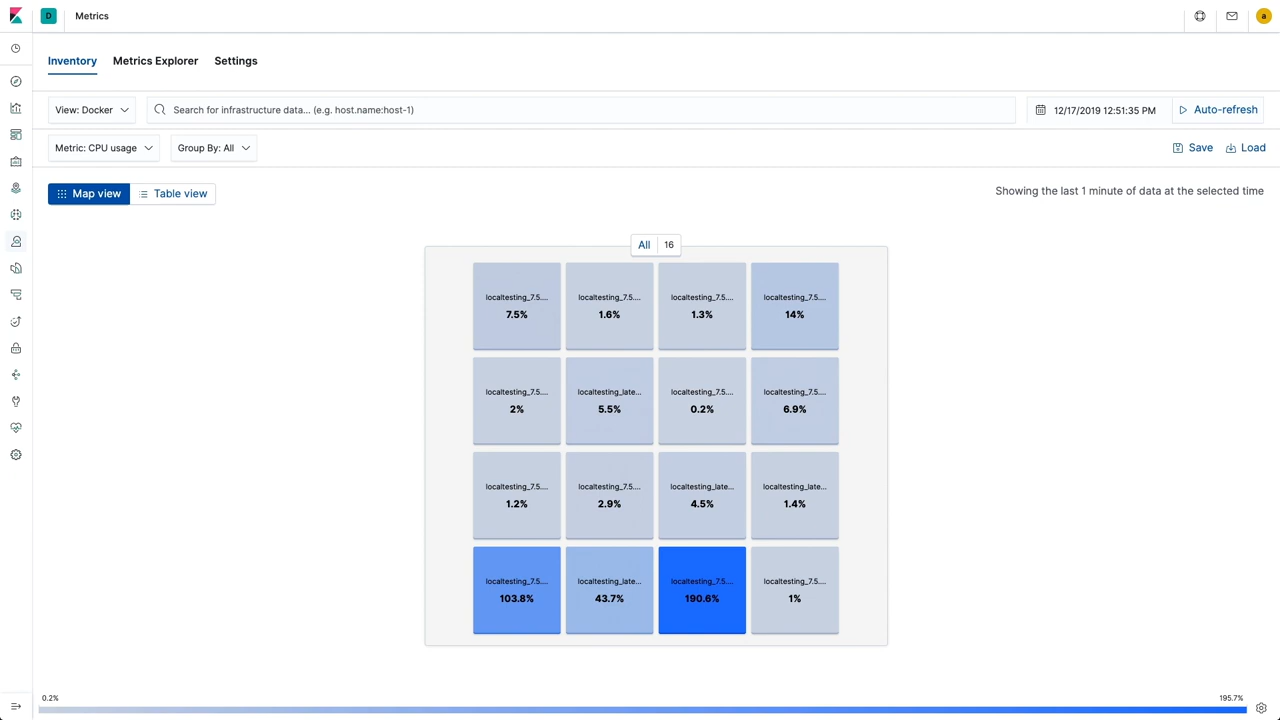 D
Metrics
a
Inventory
Metrics Explorer
Settings
View: Docker
Search for infrastructure data... (e.g. host.name:host-1)
12/17/2019 12:51:35 PM
Auto-refresh
Metric: CPU usage
Group By: All
Save
Load
Map view
Table view
Showing the last 1 minute of data at the selected time
All
16
localtesting_7.5....
7.5%
localtesting_7.5....
1.6%
localtesting_7.5....
1.3%
localtesting_7.5....
14%
localtesting_7.5....
2%
localtesting_late...
5.5%
localtesting_7.5....
0.2%
localtesting_7.5....
6.9%
localtesting_7.5....
1.2%
localtesting_7.5....
2.9%
localtesting_late...
4.5%
localtesting_late...
1.4%
localtesting_7.5....
103.8%
localtesting_late...
43.7%
localtesting_7.5....
190.6%
localtesting_7.5....
1%
0.2%
195.7%